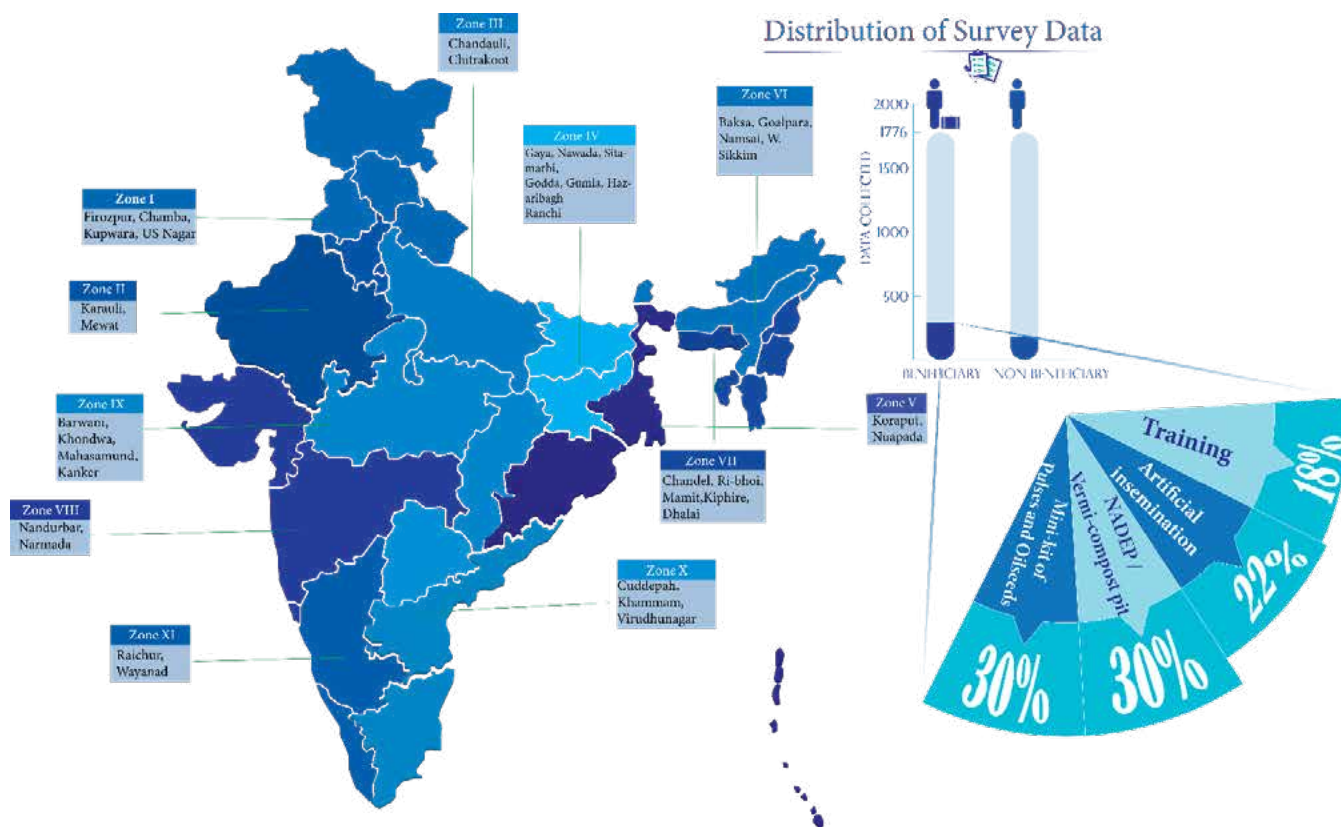 Distribution of Survey Data
Zone III
Chandauli,
Chitrakoot
Zone IV
Gaya, Nawada, Sita-
marhi,
Godda, Gumla, Haz-
aribagh
Ranchi
Zone VI
Baksa, Goalpara,
Namsai, W.
Sikkim
Zone I
Firozpur, Chamba,
Kupwara, US Nagar
Zone II
Karauli,
Mewat
Zone IX
Barwani,
Khondwa,
Mahasamund,
Kanker
Zone VIII
Nandurbar,
Narmada
Zone XI
Raichur,
Wayanad
Zone V
Koraput,
Nuapada
Zone VII
Chandel, Ri-bhoi,
Mamit,Kiphire,
Dhalai
Zone X
Cuddepah,
Khammam,
Virudhunagar
DATA COLLECTED
2000
1776
1500
1000
500
BENEFICIARY
NON BENEFICIARY
Training
18%
Artificial
insemination
22%
NADEP /
Vermi-compost pit
30%
Mini-kit of
Pulses and Oilseeds
30%